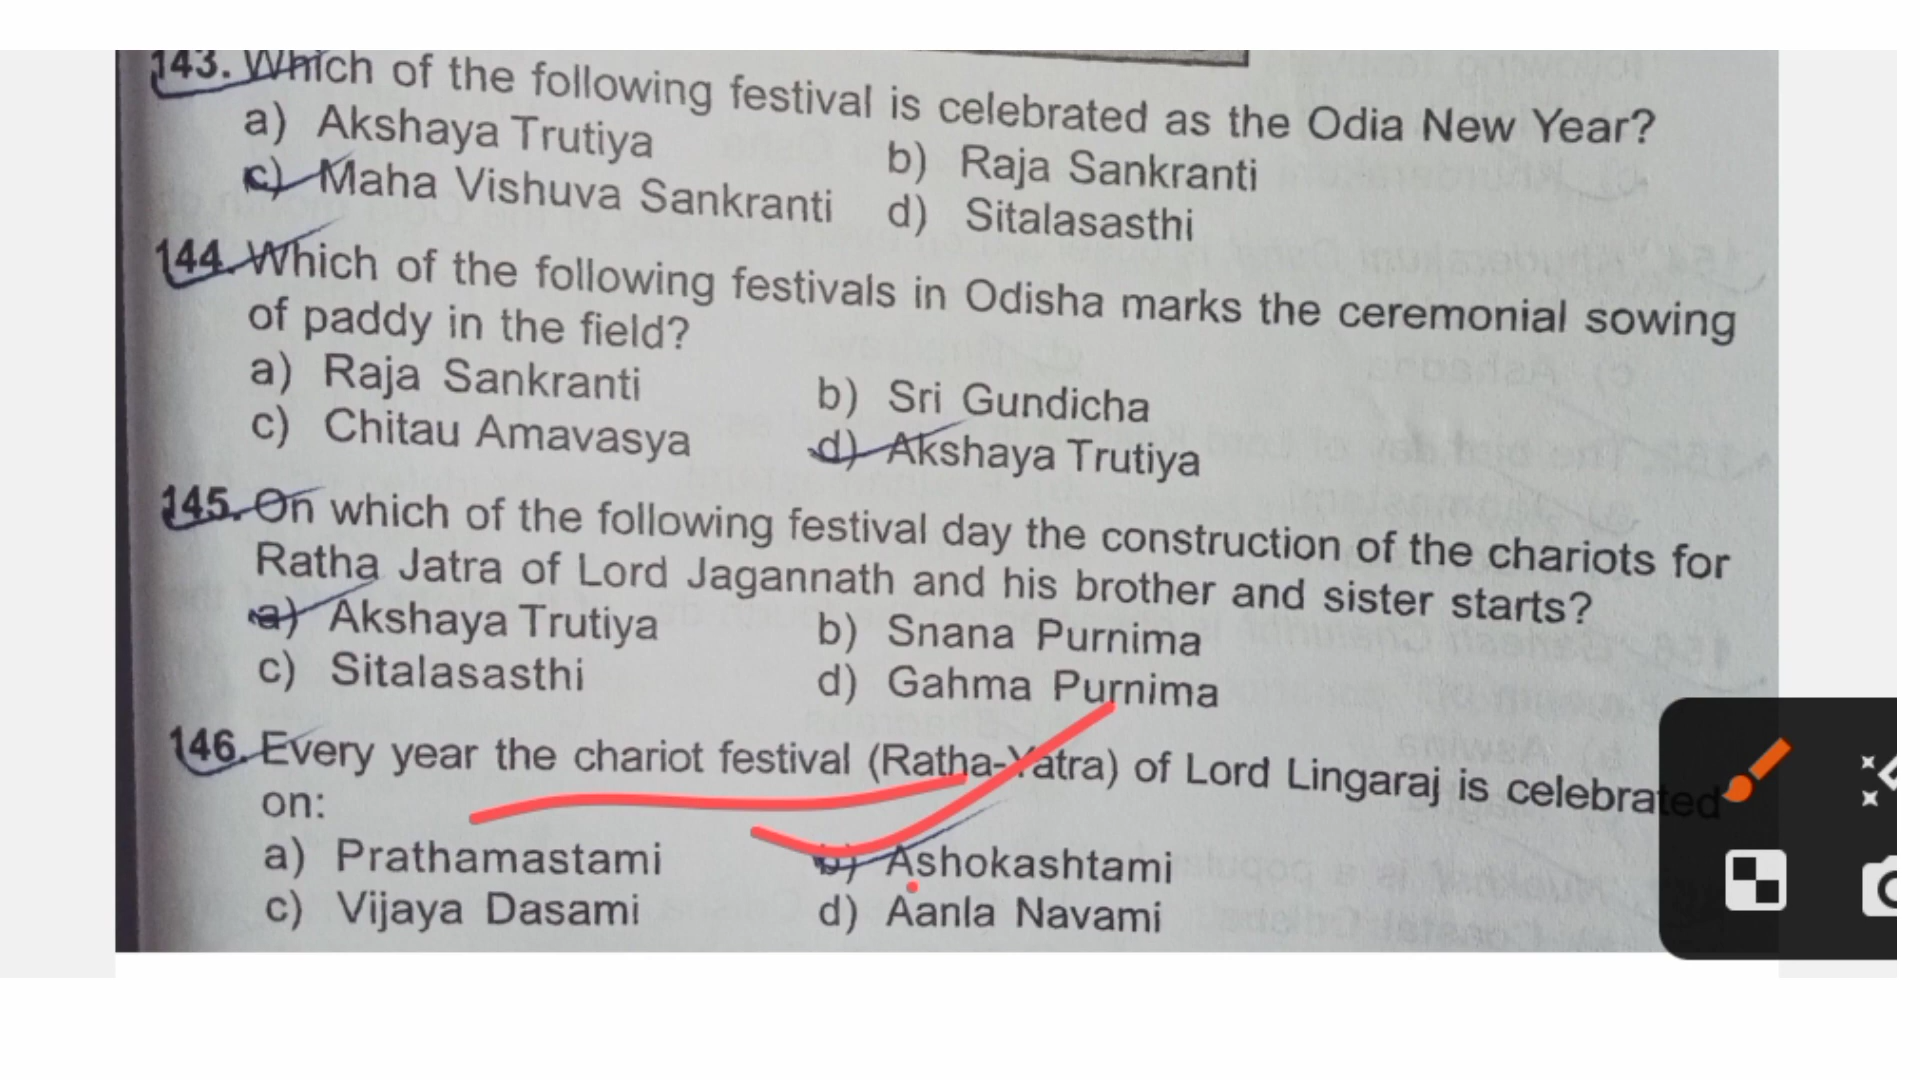 143. Which of the following festival is celebrated as the Odia New Year?
a) Akshaya Trutiya b) Raja Sankranti
c) Maha Vishuva Sankranti d) Sitalasasthi
144. Which of the following festivals in Odisha marks the ceremonial sowing
of paddy in the field?
a) Raja Sankranti b) Sri Gundicha
c) Chitau Amavasya d) Akshaya Trutiya
145. On which of the following festival day the construction of the chariots for
Ratha Jatra of Lord Jagannath and his brother and sister starts?
a) Akshaya Trutiya b) Snana Purnima
c) Sitalasasthi d) Gahma Purnima
146. Every year the chariot festival (Ratha-Yatra) of Lord Lingaraj is celebrated
on:
a) Prathamastami b) Ashokashtami
c) Vijaya Dasami d) Aanla Navami